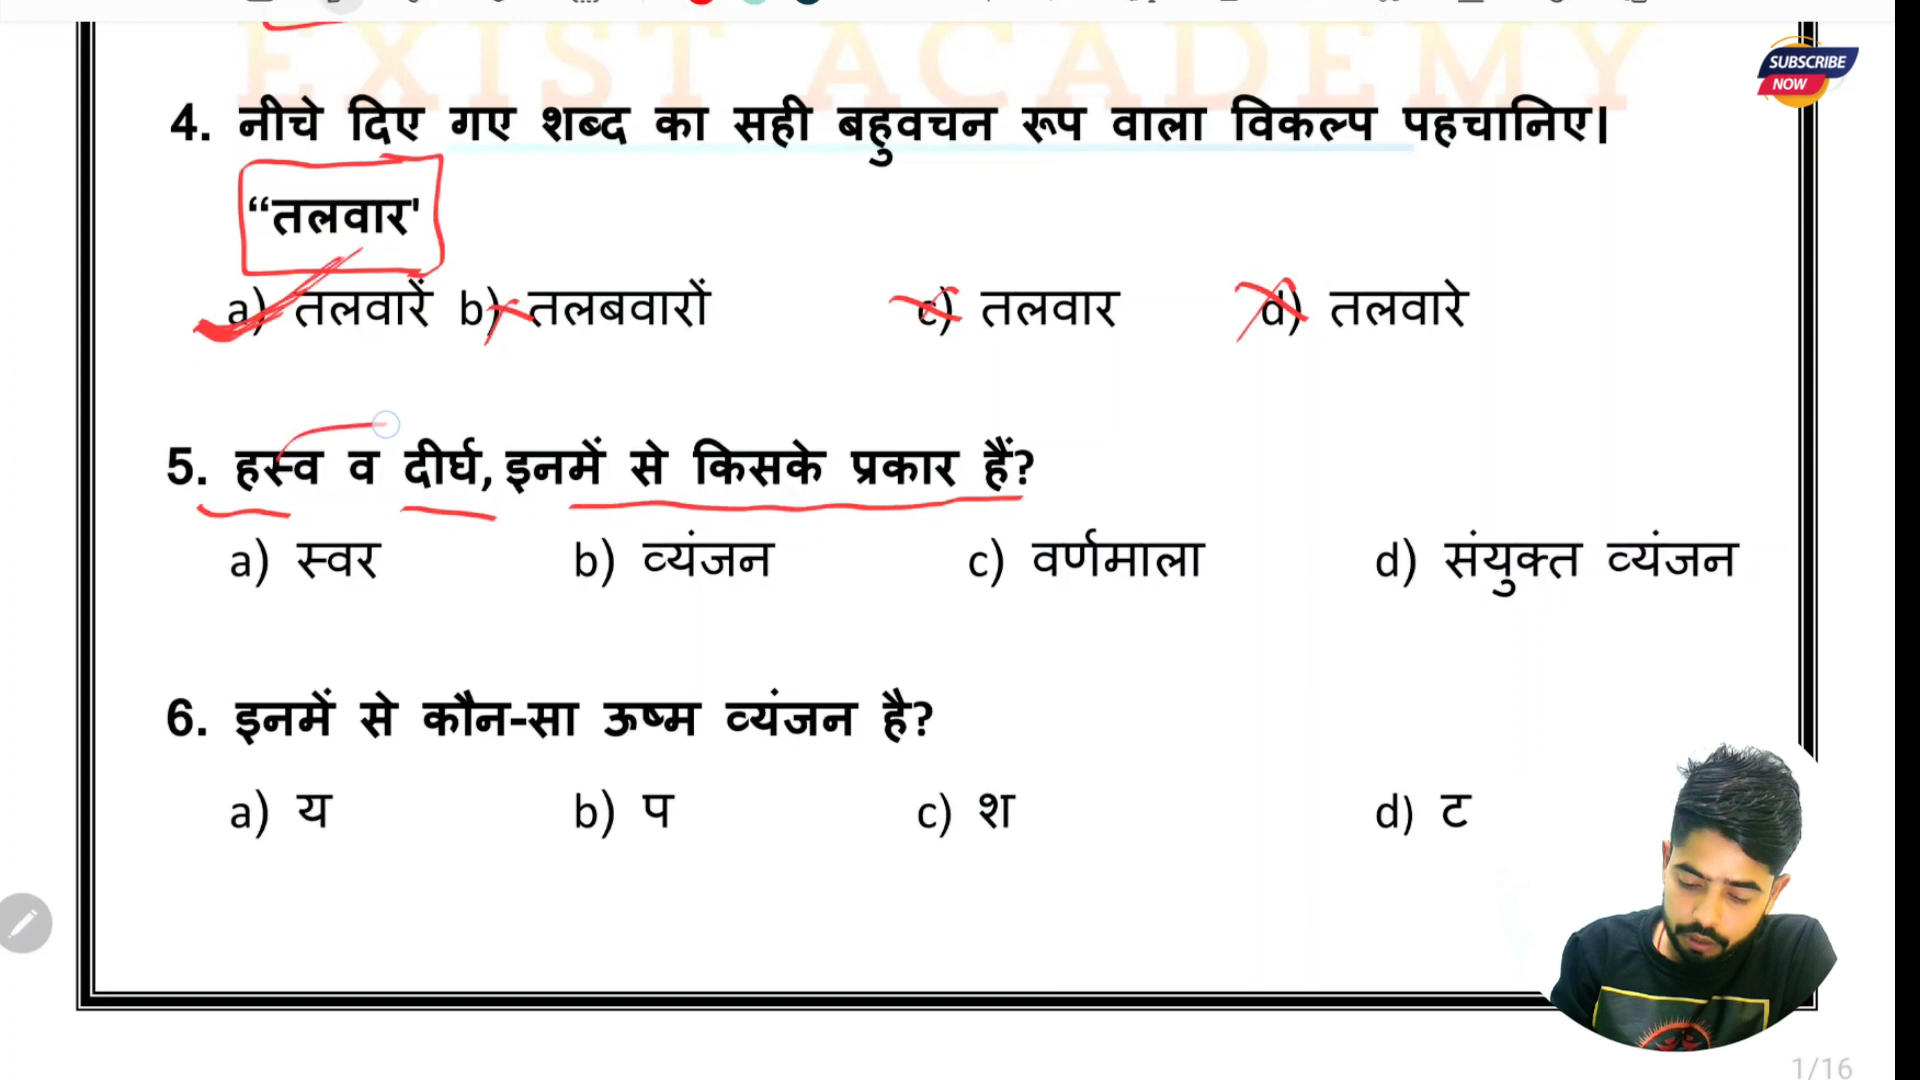 EXIST ACADEMY
SUBSCRIBE
NOW
4. नीचे दिए गए शब्द का सही बहुवचन रूप वाला विकल्प पहचानिए।
“तलवार'
a) तलवारें b) तलबवारों c) तलवार d) तलवारे
5. हस्व व दीर्घ, इनमें से किसके प्रकार हैं?
a) स्वर b) व्यंजन c) वर्णमाला d) संयुक्त व्यंजन
6. इनमें से कौन-सा ऊष्म व्यंजन है?
a) य b) प c) श d) ट
1/16